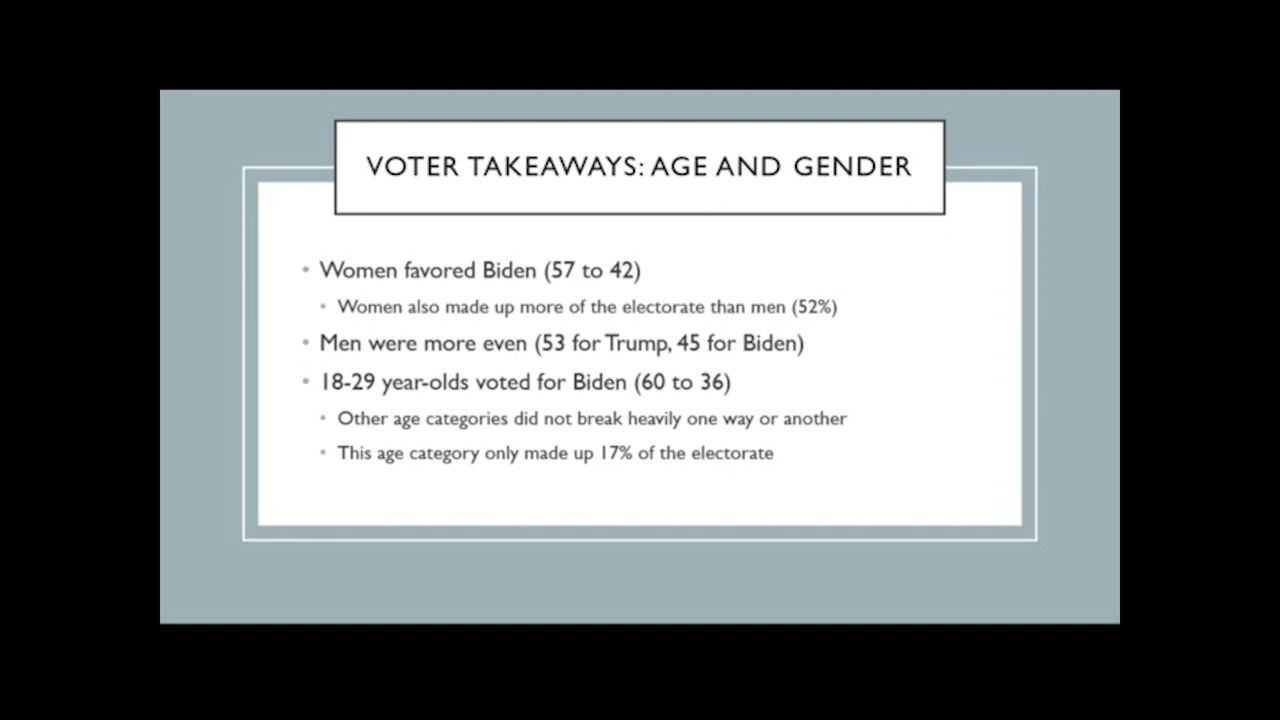 VOTER TAKEAWAYS: AGE AND GENDER
• Women favored Biden (57 to 42)
• Women also made up more of the electorate than men (52%)
• Men were more even (53 for Trump, 45 for Biden)
• 18-29 year-olds voted for Biden (60 to 36)
• Other age categories did not break heavily one way or another
• This age category only made up 17% of the electorate